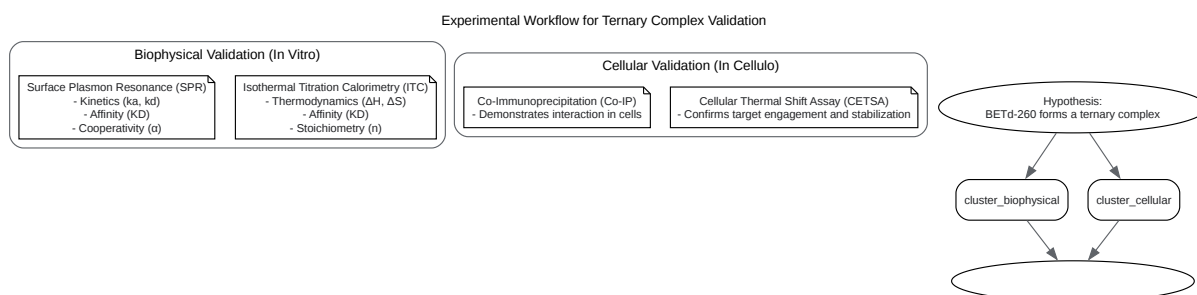 Experimental Workflow for Ternary Complex Validation
Biophysical Validation (In Vitro)
Surface Plasmon Resonance (SPR)
- Kinetics (ka, kd)
- Affinity (KD)
- Cooperativity (α)
Isothermal Titration Calorimetry (ITC)
- Thermodynamics (ΔH, ΔS)
- Affinity (KD)
- Stoichiometry (n)
Cellular Validation (In Cellulo)
Co-Immunoprecipitation (Co-IP)
- Demonstrates interaction in cells
Cellular Thermal Shift Assay (CETSA)
- Confirms target engagement and stabilization
Hypothesis:
BETd-260 forms a ternary complex
cluster_biophysical
cluster_cellular